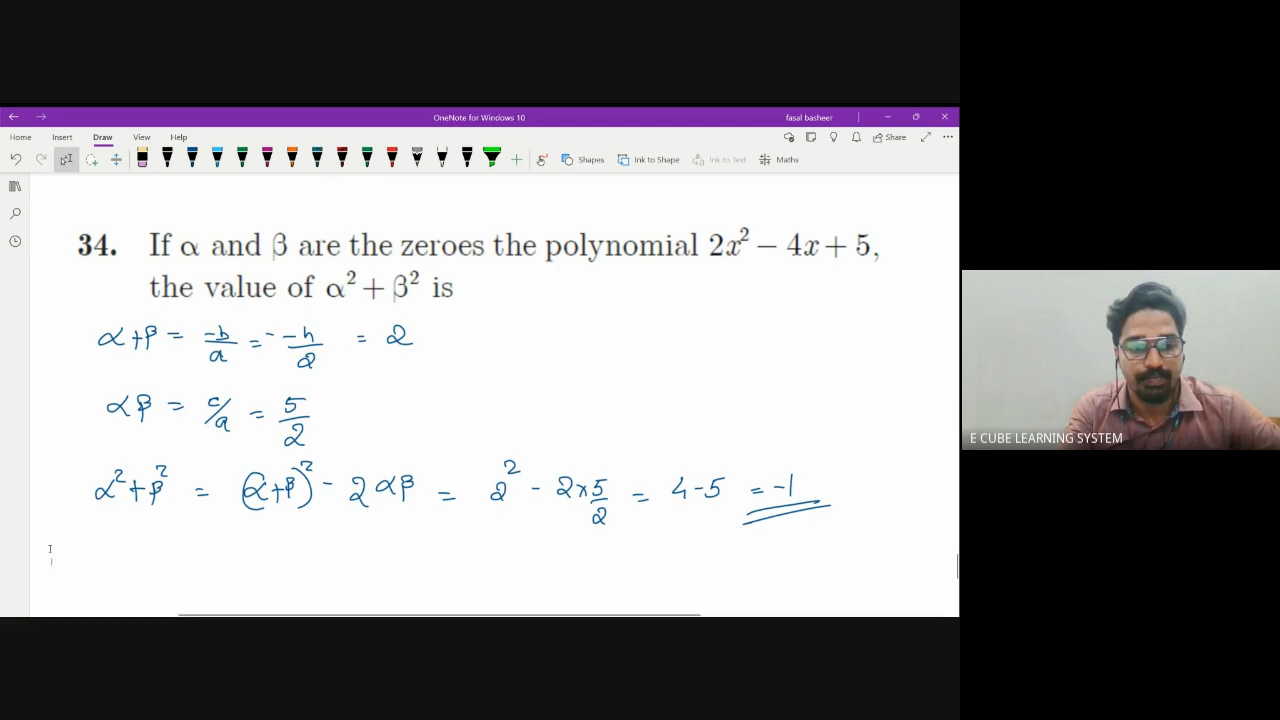 OneNote for Windows 10
fasal basheer
Home Insert Draw View Help
Share
Shapes Ink to Shape Ink to Text Maths
34. If α and β are the zeroes the polynomial 2x² − 4x + 5,
the value of α² + β² is
α+β = -b/a = - -4/2 = 2
αβ = c/a = 5/2
α²+β² = (α+β)² - 2αβ = 2² - 2×5/2 = 4-5 = -1
E CUBE LEARNING SYSTEM